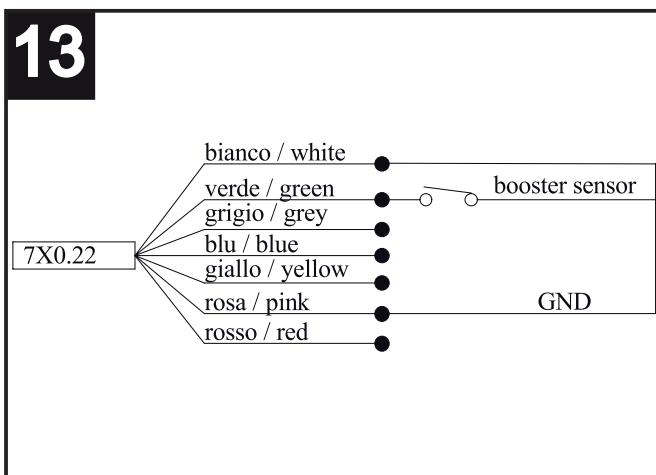 13
bianco / white
verde / green
booster sensor
grigio / grey
blu / blue
7X0.22
giallo / yellow
rosa / pink
GND
rosso / red